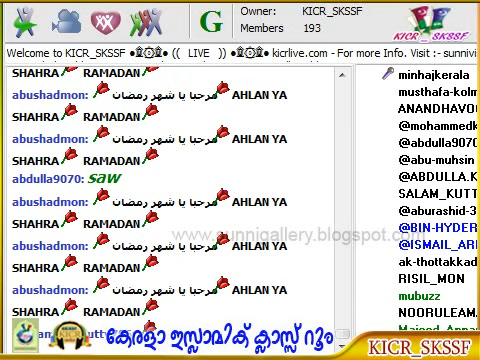 Owner: KICR_SKSSF
Members 193
KICR_SKSSF
Welcome to KICR_SKSSF ●۩۞۩● (( LIVE )) ●۩۞۩● kicrlive.com - For more Info. Visit :- sunnivi
SHAHRA RAMADAN
abushadmon: مرحبا يا شهر رمضان AHLAN YA
SHAHRA RAMADAN
abushadmon: مرحبا يا شهر رمضان AHLAN YA
SHAHRA RAMADAN
abdulla9070: saw
abushadmon: مرحبا يا شهر رمضان AHLAN YA
SHAHRA RAMADAN
abushadmon: مرحبا يا شهر رمضان AHLAN YA
SHAHRA RAMADAN
abushadmon: مرحبا يا شهر رمضان AHLAN YA
SHAHRA RAMADAN
abushadmon: مرحبا يا شهر رمضان AHLAN YA
SHAHRA RAMADAN
minhajkerala
musthafa-kolm
ANANDHAVO
@mohammedk
@abdulla9070
@abu-muhsin
@ABDULLA.K
SALAM_KUTT
@aburashid-3
@BIN-HYDER
@ISMAIL_ARI
ak-thottakkad
RISIL_MON
mubuzz
NOORULEAM
www.sunnigallery.blogspot.com
കേരളാ ഇസ്ലാമിക് ക്ലാസ്സ് റൂം
KICR_SKSSF